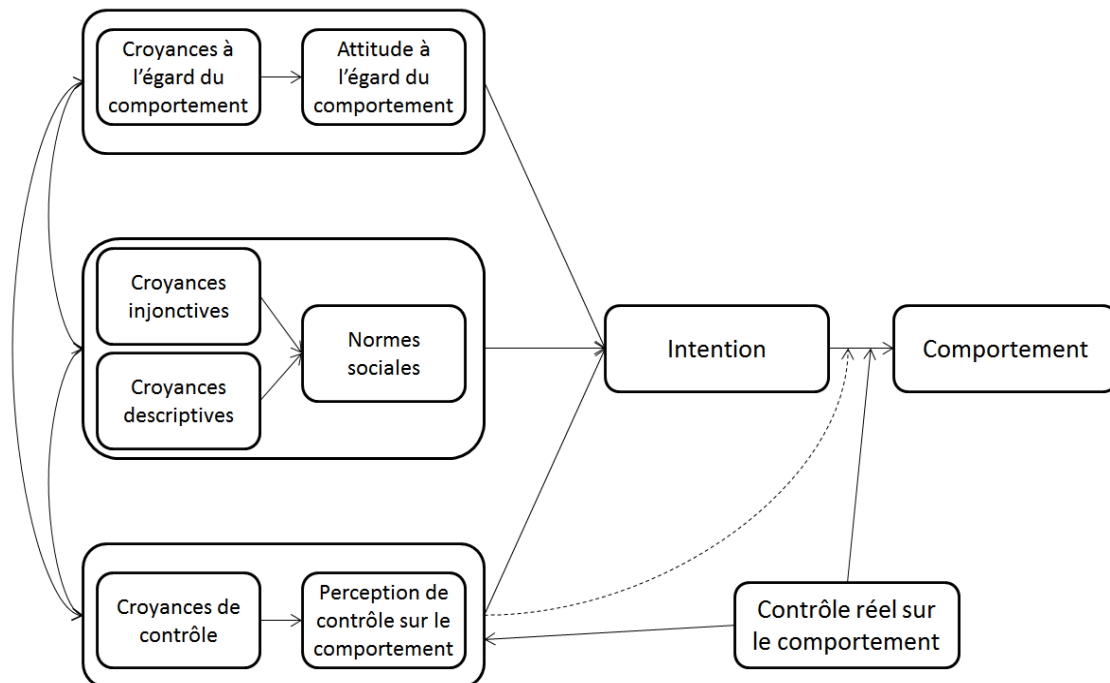 Croyances à
l'égard du
comportement
Attitude à
l'égard du
comportement
Croyances
injonctives
Croyances
descriptives
Normes
sociales
Intention
Comportement
Croyances de
contrôle
Perception de
contrôle sur le
comportement
Contrôle réel sur
le comportement